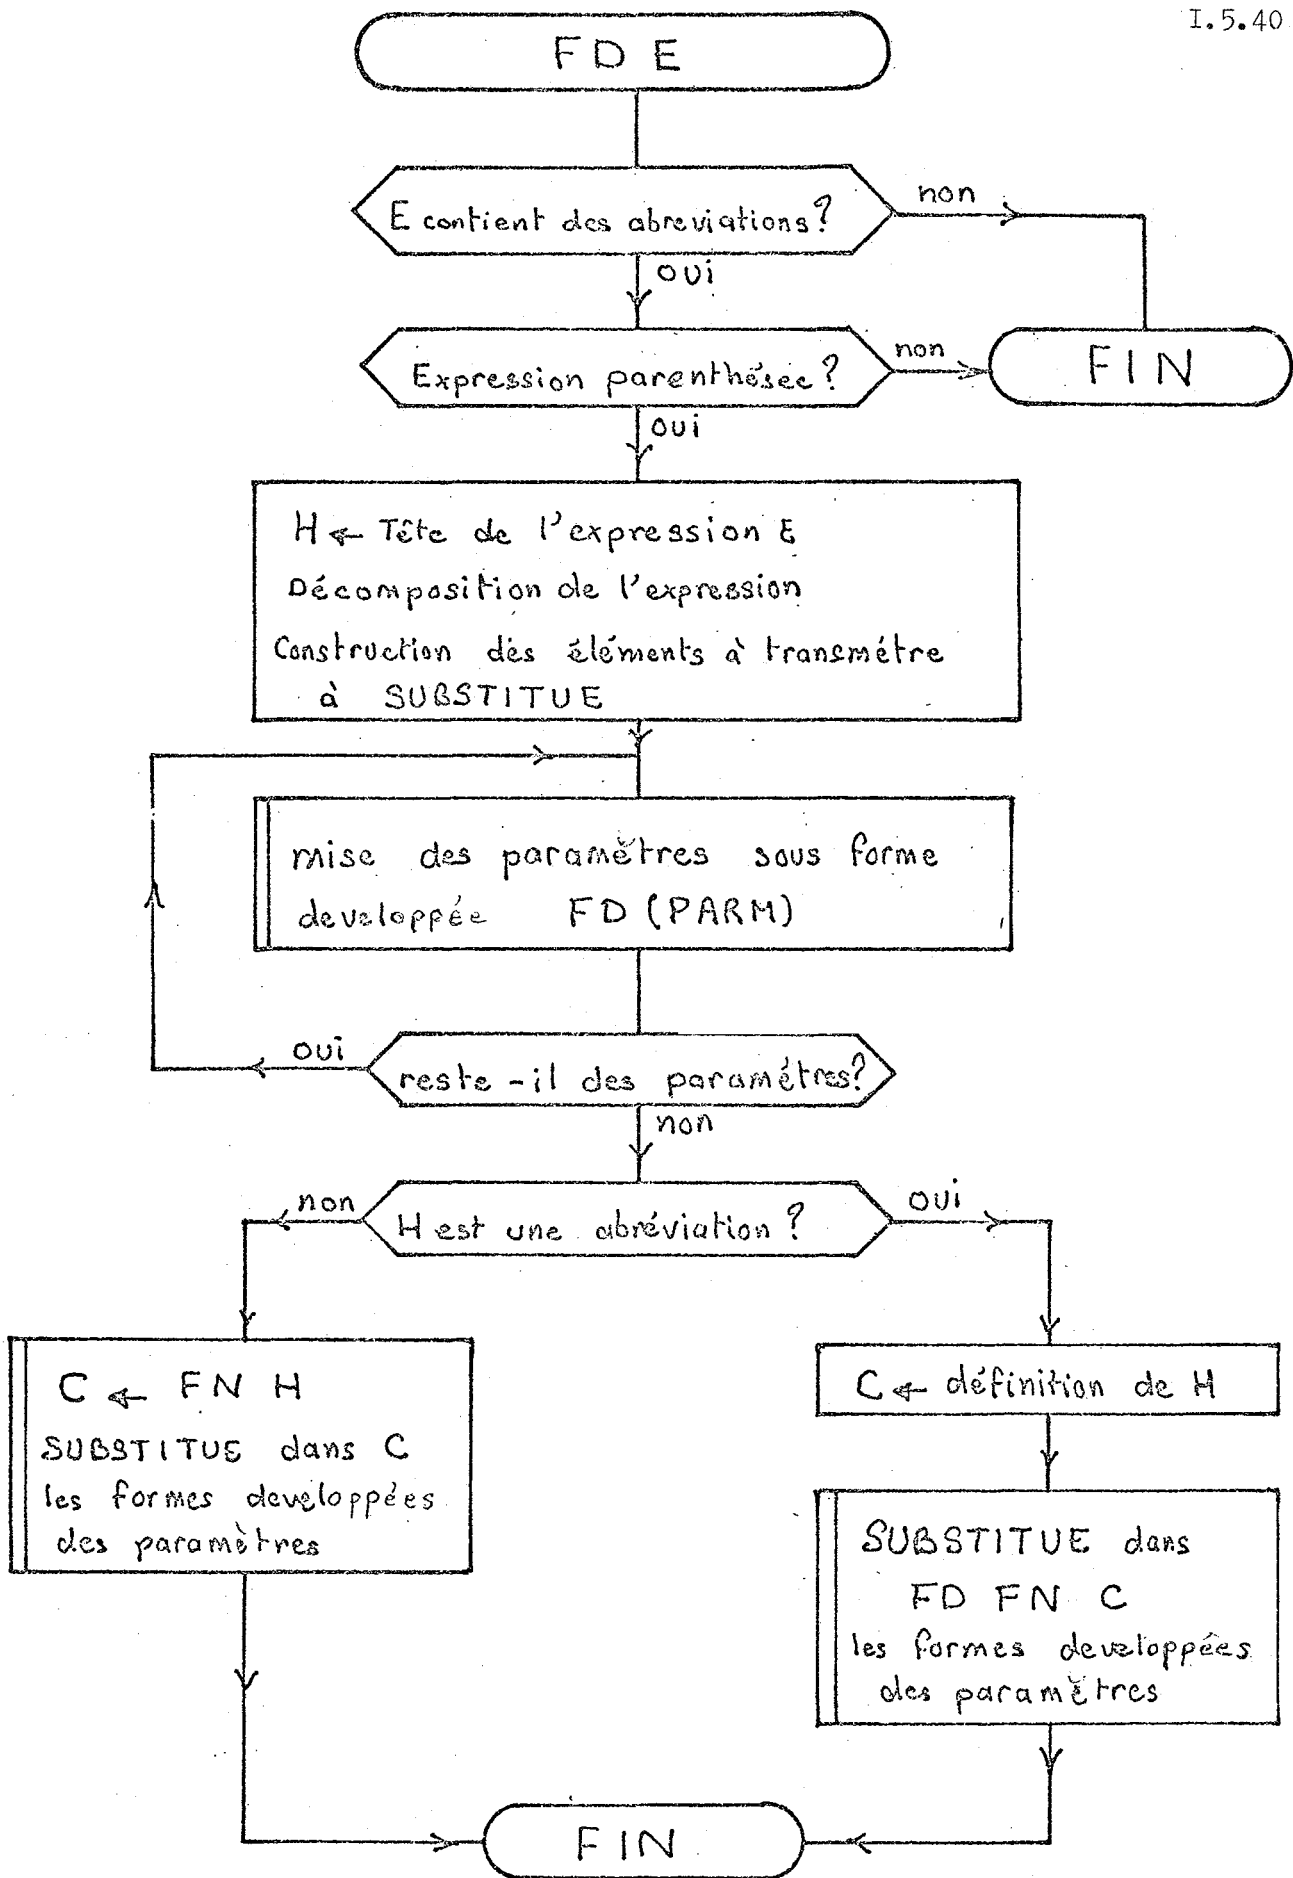 I.5.40
FD E
E contient des abreviations?
non
oui
Expression parenthésée?
non
FIN
oui
H ← Tête de l'expression E
Décomposition de l'expression
Construction des éléments à transmétre
à SUBSTITUE
mise des paramètres sous forme
developpée FD (PARM)
oui
reste-il des paramétres?
non
non
H est une abréviation?
oui
C ← FN H
SUBSTITUE dans C
les formes developpées
des paramètres
C ← définition de H
SUBSTITUE dans
FD FN C
les formes developpées
des paramètres
FIN